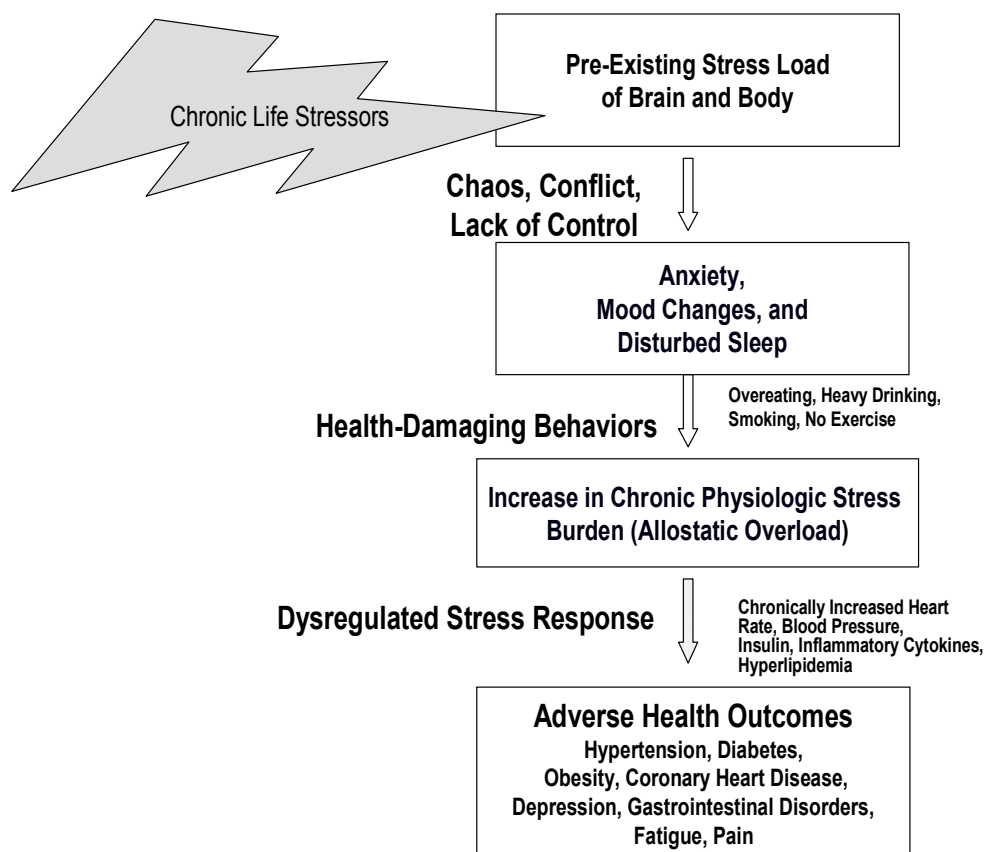 Pre-Existing Stress Load
of Brain and Body
Chronic Life Stressors
Chaos, Conflict,
Lack of Control
Anxiety,
Mood Changes, and
Disturbed Sleep
Overeating, Heavy Drinking,
Smoking, No Exercise
Health-Damaging Behaviors
Increase in Chronic Physiologic Stress
Burden (Allostatic Overload)
Dysregulated Stress Response
Chronically Increased Heart
Rate, Blood Pressure,
Insulin, Inflammatory Cytokines,
Hyperlipidemia
Adverse Health Outcomes
Hypertension, Diabetes,
Obesity, Coronary Heart Disease,
Depression, Gastrointestinal Disorders,
Fatigue, Pain